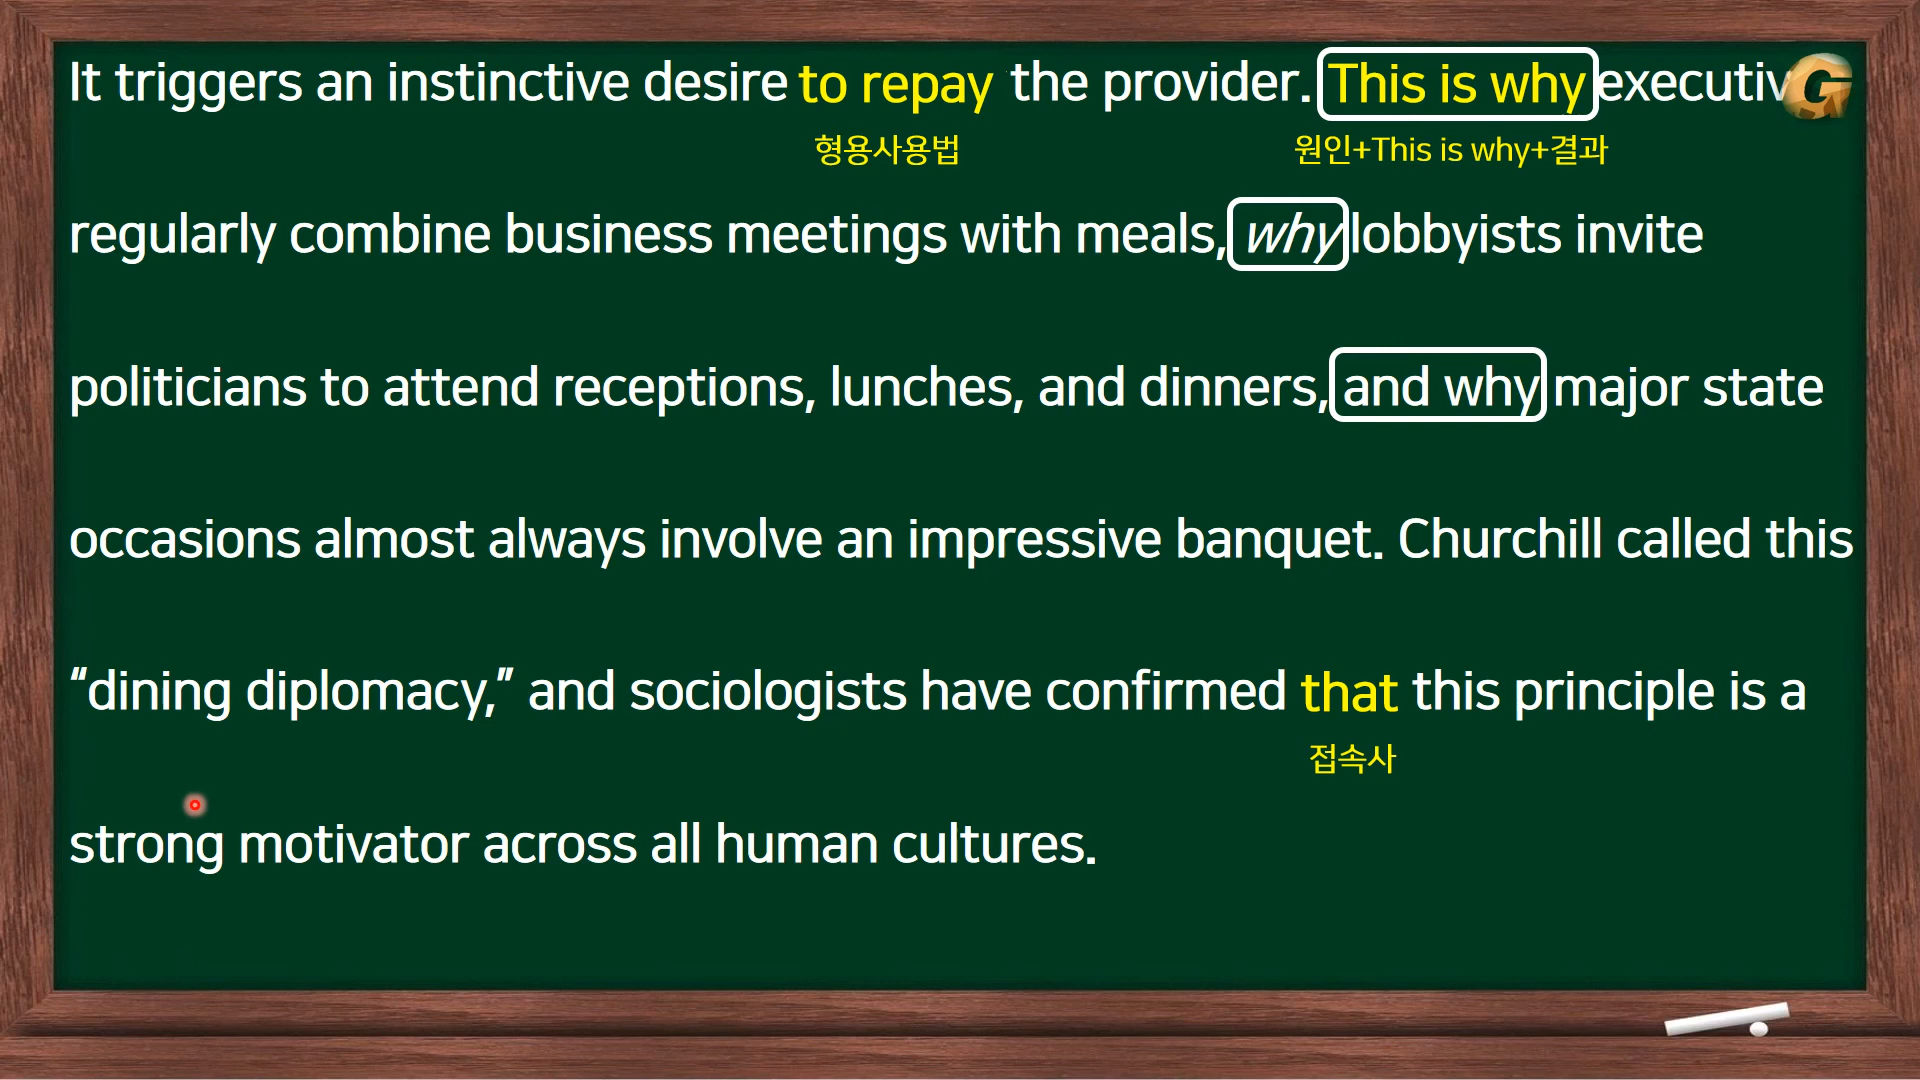 It triggers an instinctive desire to repay the provider. This is why executiv
형용사용법 원인+This is why+결과
regularly combine business meetings with meals, why lobbyists invite
politicians to attend receptions, lunches, and dinners, and why major state
occasions almost always involve an impressive banquet. Churchill called this
“dining diplomacy,” and sociologists have confirmed that this principle is a
접속사
strong motivator across all human cultures.